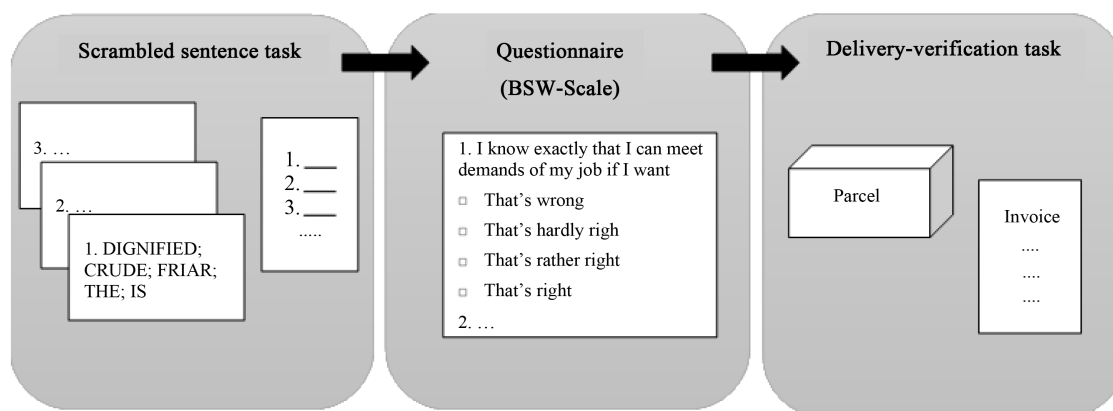 Scrambled sentence task
3. …
2. …
1. DIGNIFIED;
CRUDE; FRIAR;
THE; IS
1. ___
2. ___
3. ___
.....
Questionnaire
(BSW-Scale)
1. I know exactly that I can meet
demands of my job if I want
That’s wrong
That’s hardly righ
That’s rather right
That’s right
2. …
Delivery-verification task
Parcel
Invoice
....
....
....